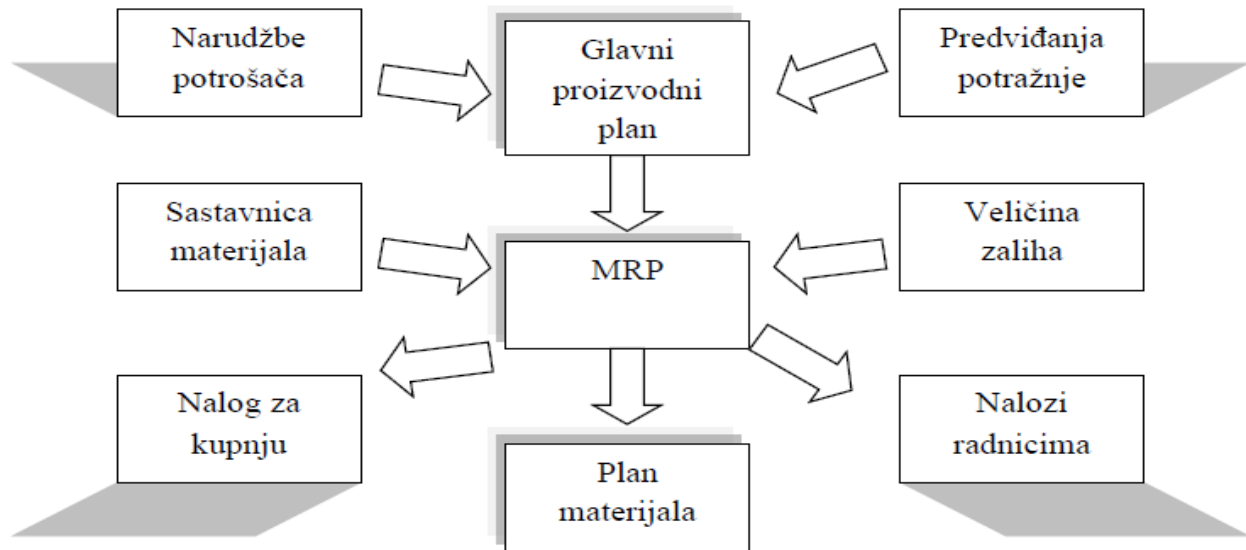 Narudžbe
potrošača
Glavni
proizvodni
plan
Predviđanja
potražnje
Sastavnica
materijala
MRP
Veličina
zaliha
Nalog za
kupnju
Plan
materijala
Nalozi
radnicima